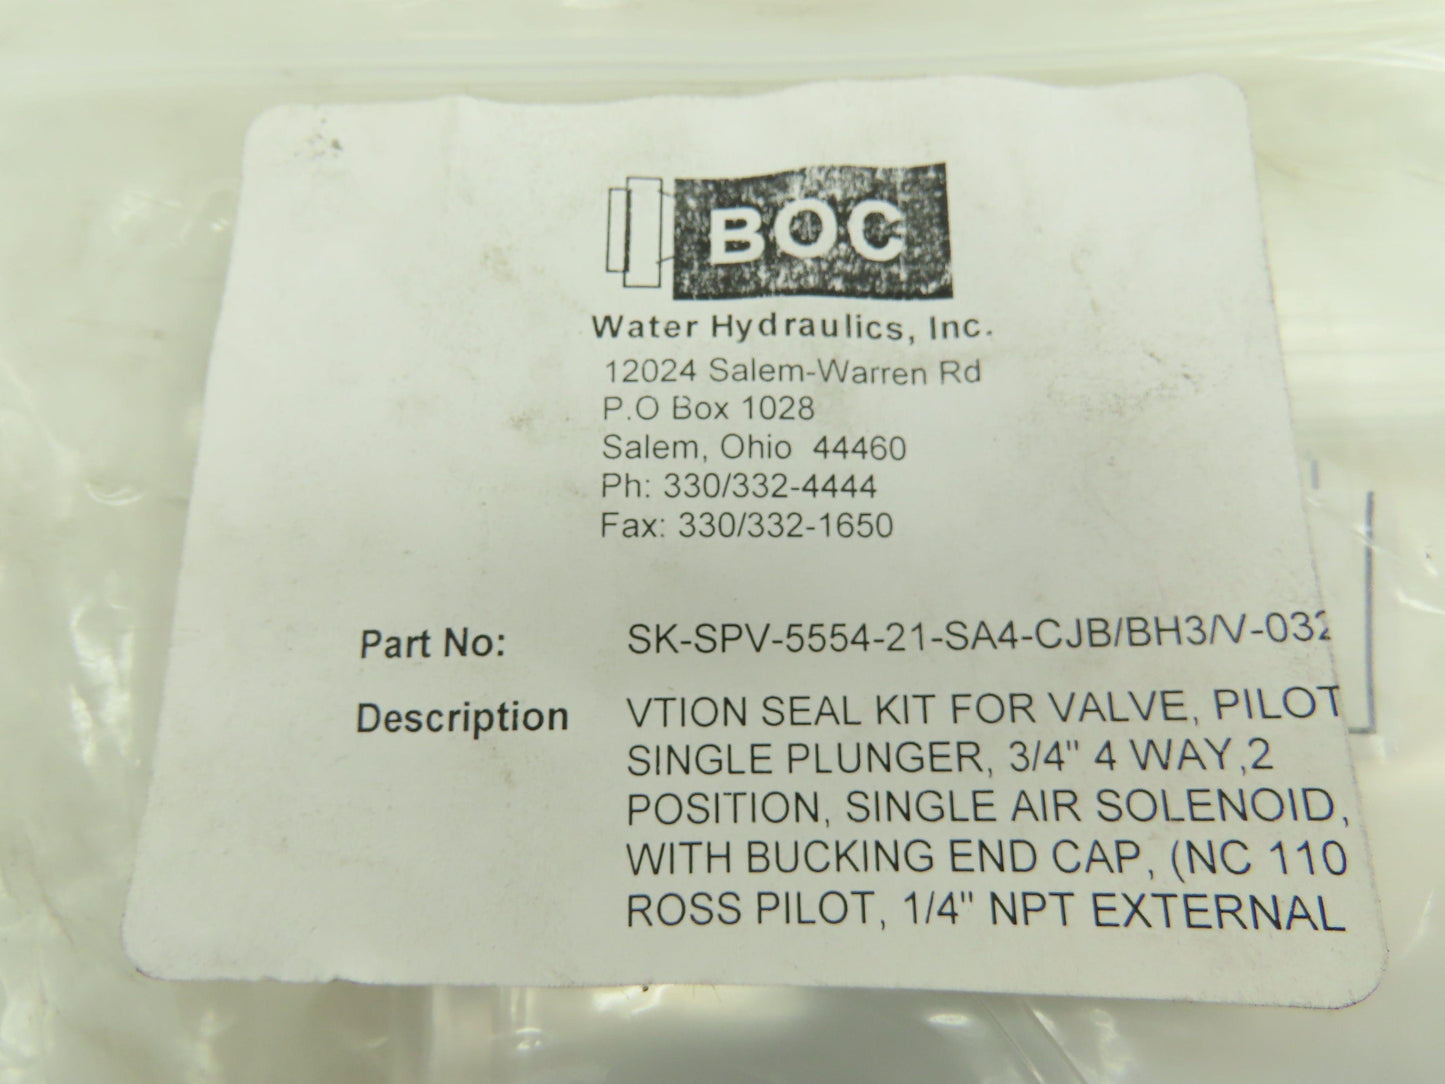 BOC
Water Hydraulics, Inc.
12024 Salem-Warren Rd
P.O Box 1028
Salem, Ohio 44460
Ph: 330/332-4444
Fax: 330/332-1650
Part No: SK-SPV-5554-21-SA4-CJB/BH3/V-032
Description VTION SEAL KIT FOR VALVE, PILOT
SINGLE PLUNGER, 3/4" 4 WAY,2
POSITION, SINGLE AIR SOLENOID,
WITH BUCKING END CAP, (NC 110
ROSS PILOT, 1/4" NPT EXTERNAL